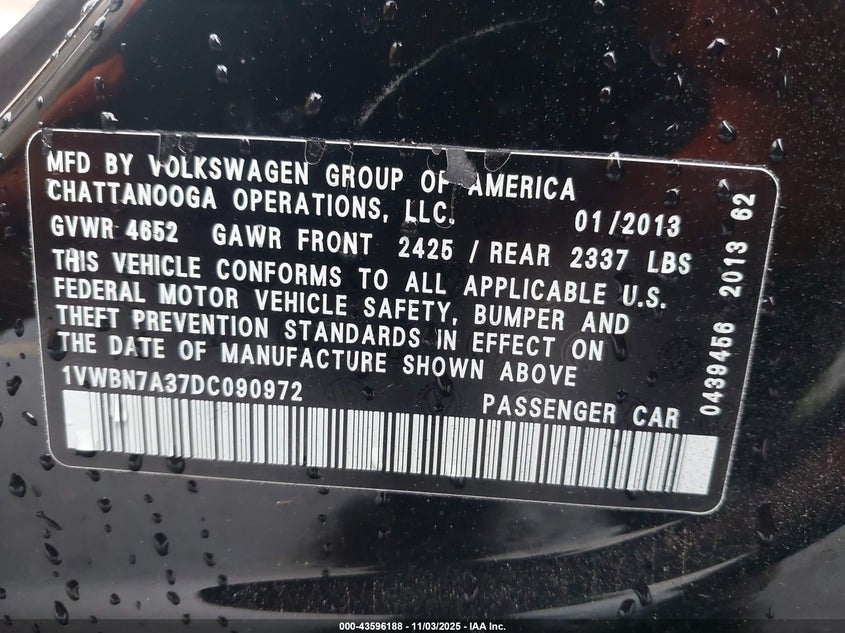 MFD BY VOLKSWAGEN GROUP OF AMERICA
CHATTANOOGA OPERATIONS, LLC. 01/2013
GVWR 4652 GAWR FRONT 2425 / REAR 2337 LBS
THIS VEHICLE CONFORMS TO ALL APPLICABLE U.S.
FEDERAL MOTOR VEHICLE SAFETY, BUMPER AND
THEFT PREVENTION STANDARDS IN EFFECT ON
THE DATE OF MANUFACTURE SHOWN ABOVE
1VWBN7A37DC090972 PASSENGER CAR
0439456 2013 62
000-43596188 - 11/03/2025 - IAA Inc.